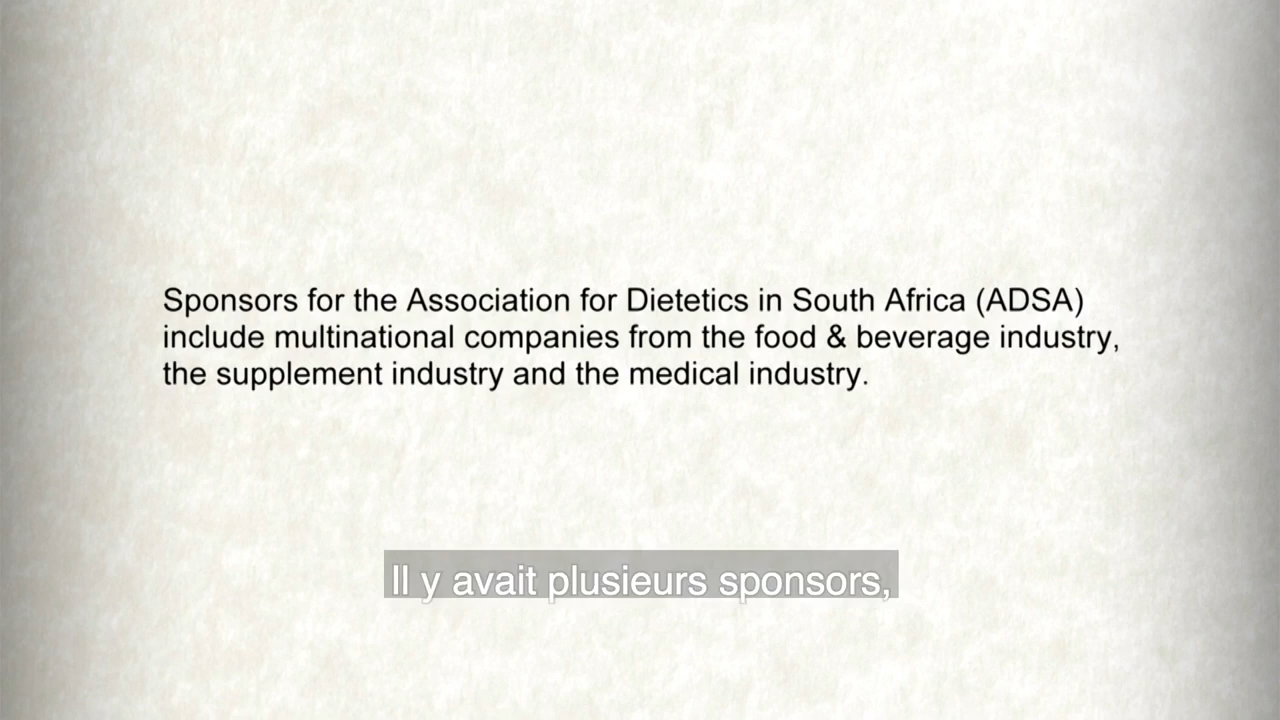 Sponsors for the Association for Dietetics in South Africa (ADSA)
include multinational companies from the food & beverage industry,
the supplement industry and the medical industry.
Il y avait plusieurs sponsors,